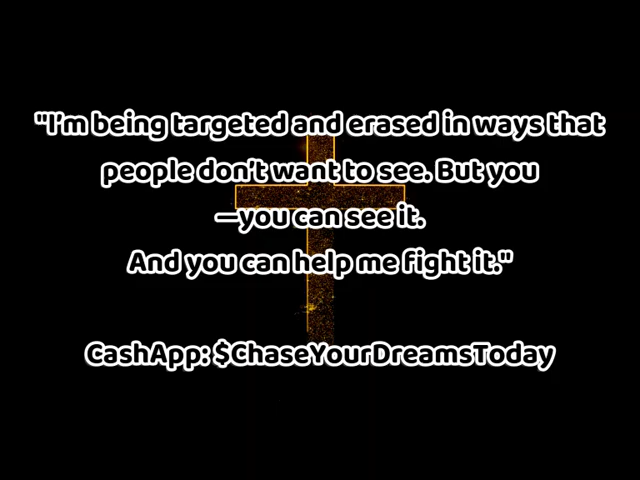 "I'm being targeted and erased in ways that
people don't want to see. But you
—you can see it.
And you can help me fight it."
CashApp: $ChaseYourDreamsToday